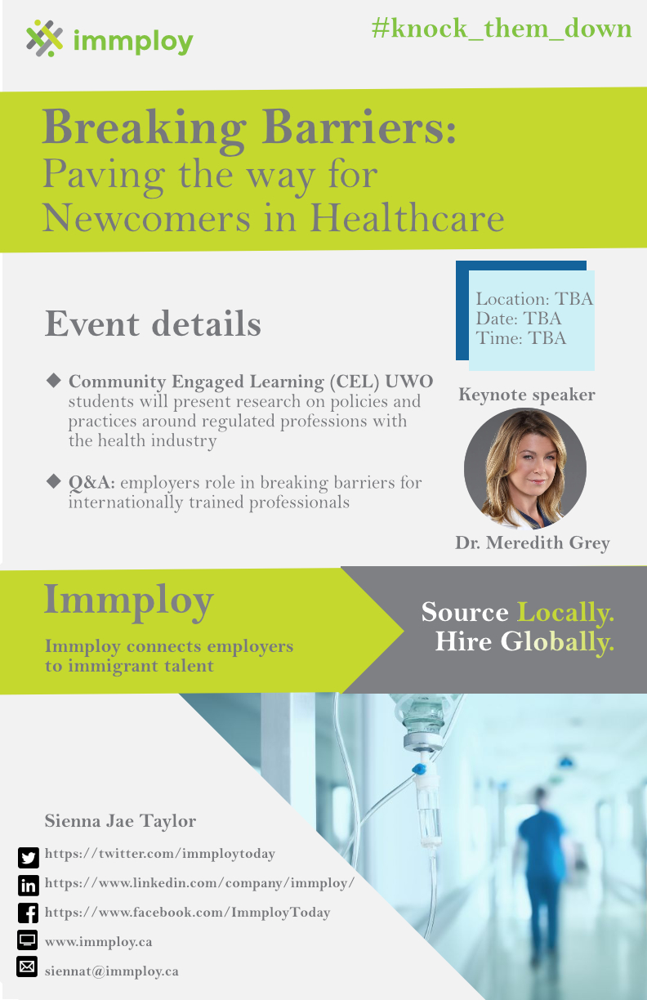 immploy
#knock_them_down
Breaking Barriers:
Paving the way for
Newcomers in Healthcare
Location: TBA
Date: TBA
Time: TBA
Event details
Community Engaged Learning (CEL) UWO
students will present research on policies and
practices around regulated professions with
the health industry
Q&A: employers role in breaking barriers for
internationally trained professionals
Keynote speaker
Dr. Meredith Grey
Immploy
Immploy connects employers
to immigrant talent
Source Locally.
Hire Globally.
Sienna Jae Taylor
https://twitter.com/immploytoday
https://www.linkedin.com/company/immploy/
https://www.facebook.com/ImmployToday
www.immploy.ca
siennat@immploy.ca